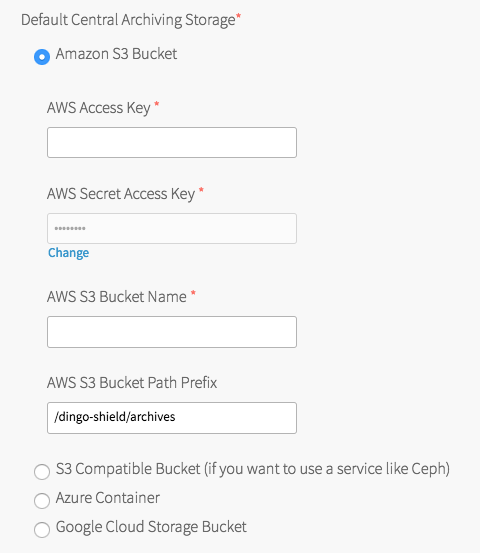 Default Central Archiving Storage*
Amazon S3 Bucket
AWS Access Key *
AWS Secret Access Key *
••••••••
Change
AWS S3 Bucket Name *
AWS S3 Bucket Path Prefix
/dingo-shield/archives
S3 Compatible Bucket (if you want to use a service like Ceph)
Azure Container
Google Cloud Storage Bucket